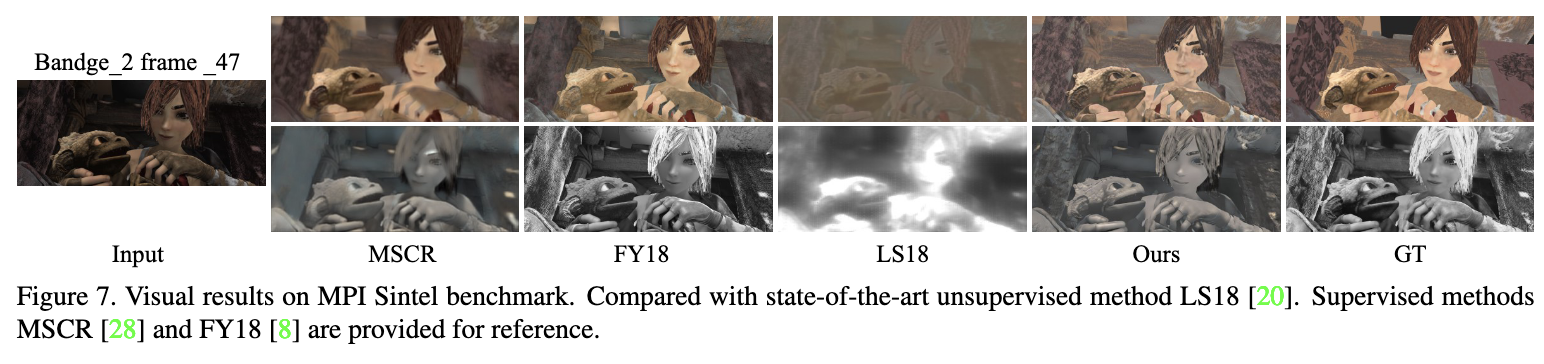 Bandge_2 frame _47
Input
MSCR
FY18
LS18
Ours
GT
Figure 7. Visual results on MPI Sintel benchmark. Compared with state-of-the-art unsupervised method LS18 [20]. Supervised methods
MSCR [28] and FY18 [8] are provided for reference.